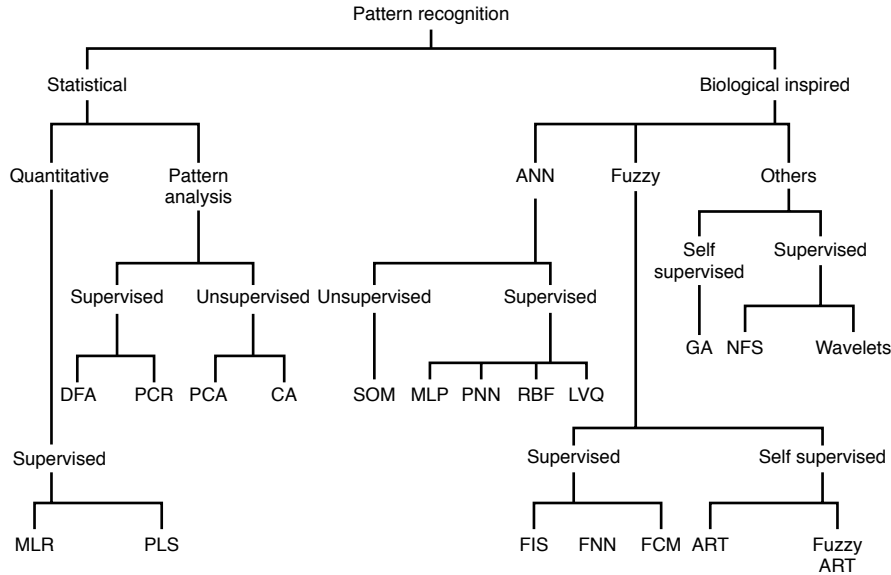 Pattern recognition
Statistical
Biological inspired
Quantitative
Pattern
analysis
ANN
Fuzzy
Others
Self
supervised
Supervised
Supervised
Unsupervised
Unsupervised
Supervised
GA
NFS
Wavelets
DFA
PCR
PCA
CA
SOM
MLP
PNN
RBF
LVQ
Supervised
Supervised
Self supervised
MLR
PLS
FIS
FNN
FCM
ART
Fuzzy
ART